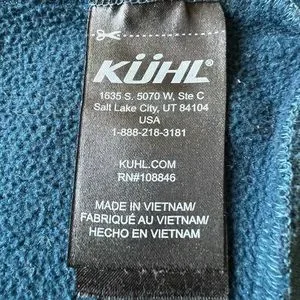 KÜHL®
1635 S. 5070 W, Ste C
Salt Lake City, UT 84104
USA
1-888-218-3181
KUHL.COM
RN#108846
MADE IN VIETNAM/
FABRIQUÉ AU VIETNAM/
HECHO EN VIETNAM